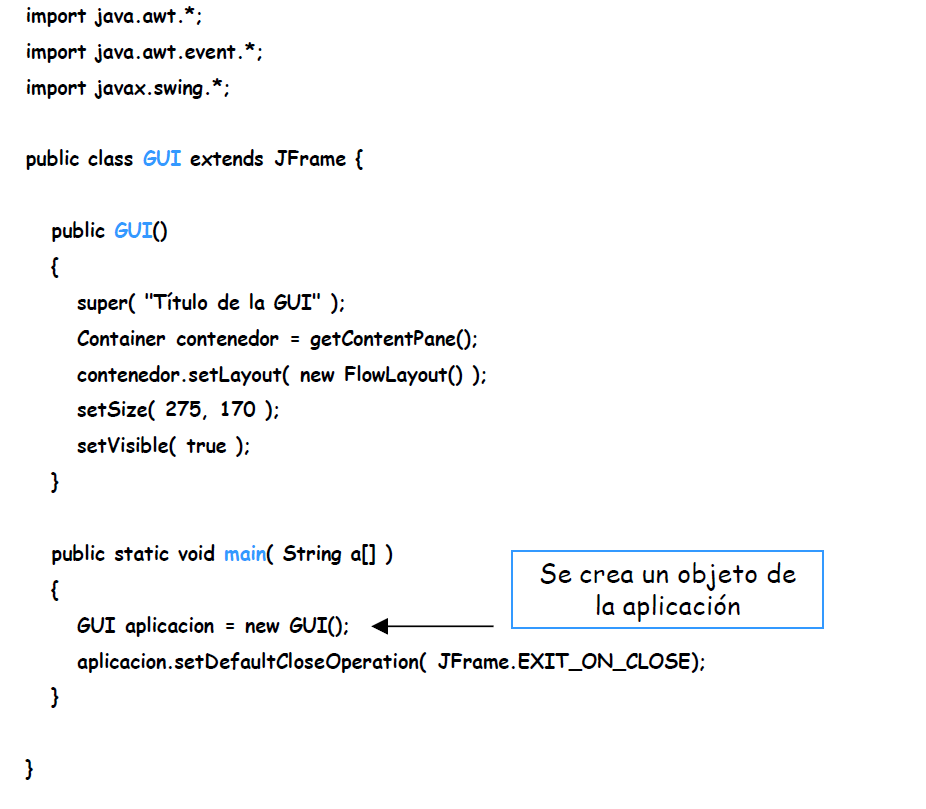 import java.awt.*;
import java.awt.event.*;
import javax.swing.*;
public class GUI extends JFrame {
public GUI()
{
super( "Título de la GUI" );
Container contenedor = getContentPane();
contenedor.setLayout( new FlowLayout() );
setSize( 275, 170 );
setVisible( true );
}
public static void main( String a[] )
{
GUI aplicacion = new GUI();
aplicacion.setDefaultCloseOperation( JFrame.EXIT_ON_CLOSE);
}
}
Se crea un objeto de
la aplicación